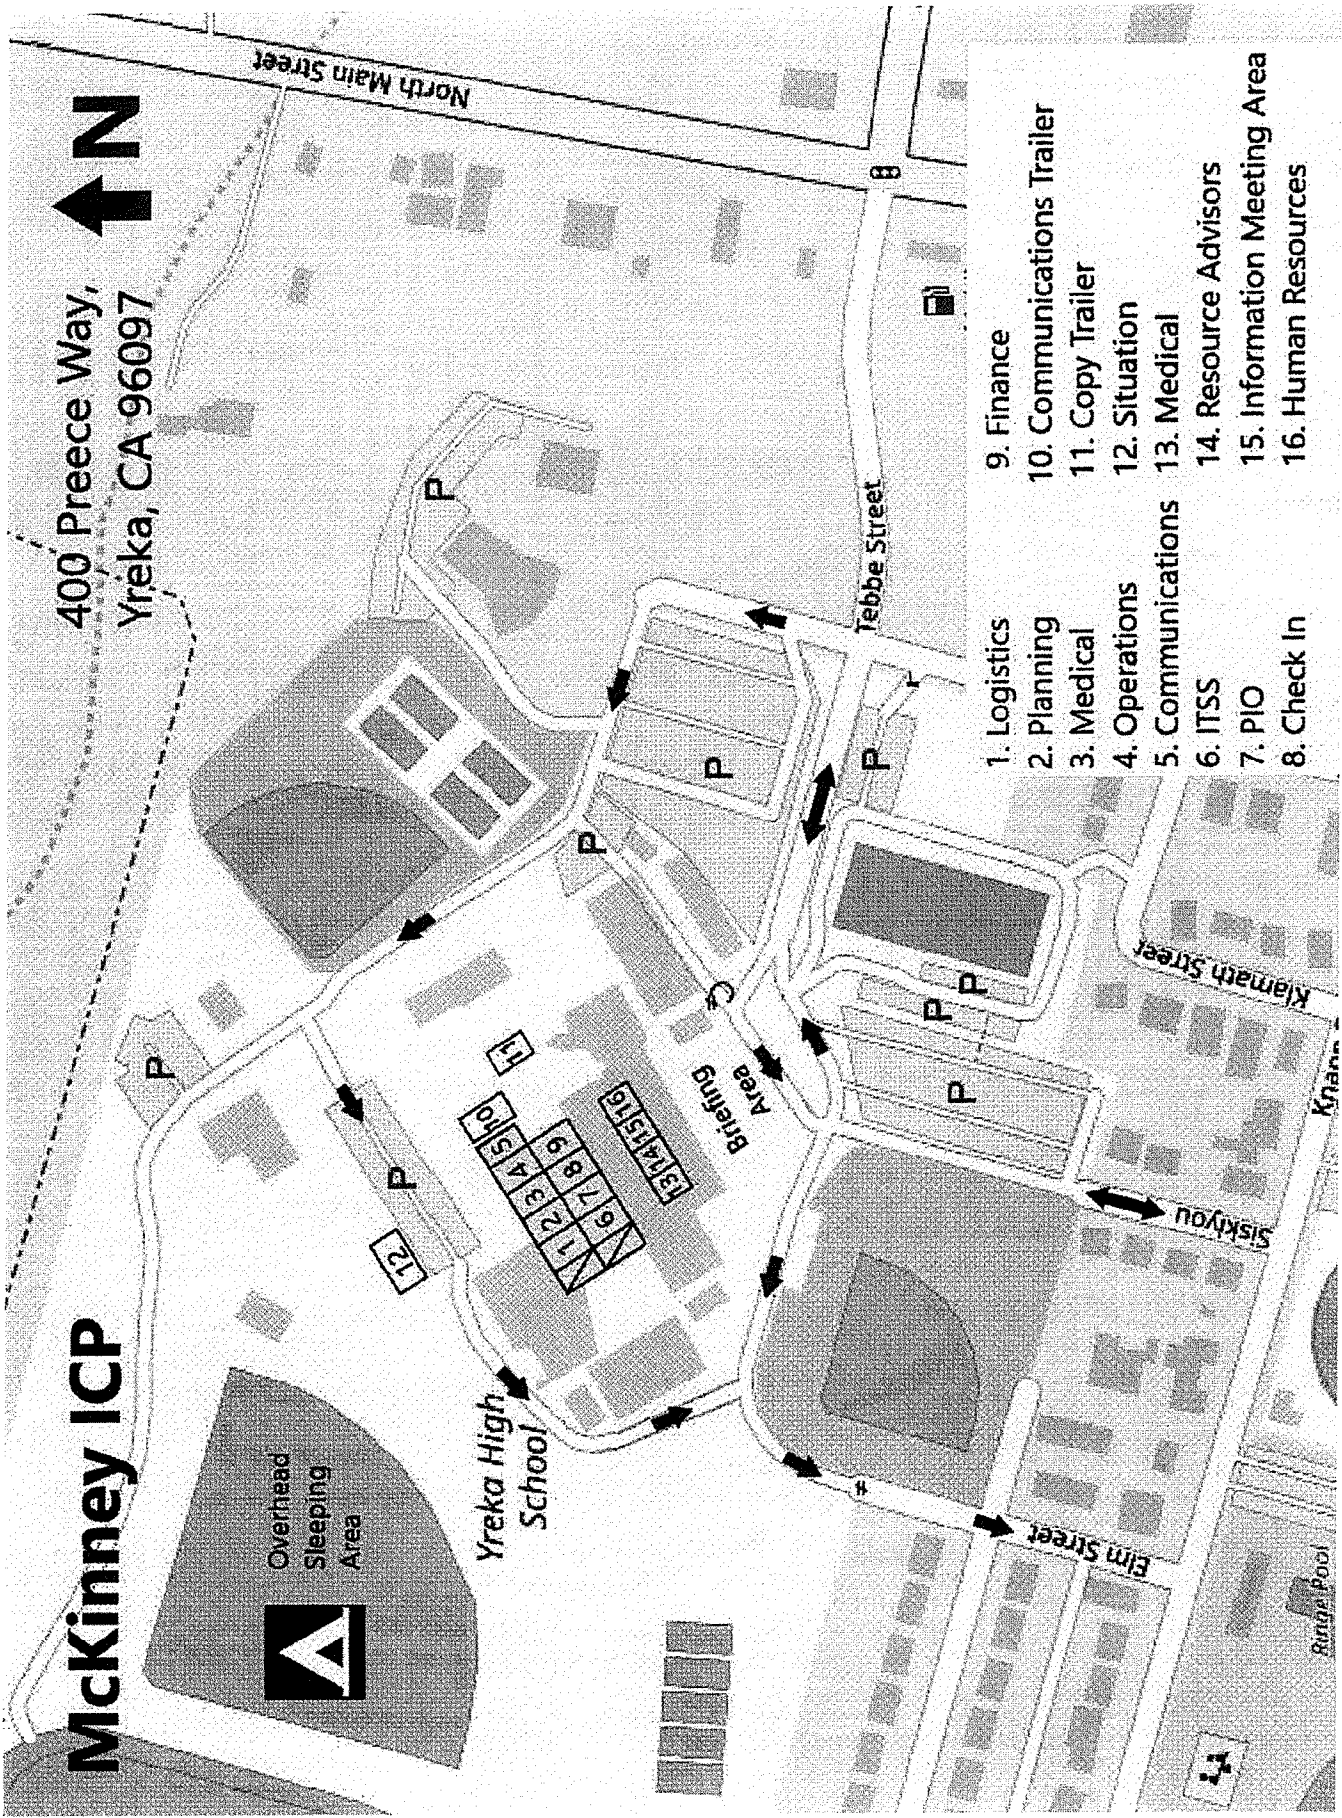 McKinney ICP
400 Preece Way,
Yreka, CA 96097
N
North Main Street
Overhead
Sleeping
Area
Yreka High
School
P
P
P
P
P
P
P
P
P
12
11
10
1 2 3 4 5
6 7 8 9
13 14 15 16
Briefing
Area
Tebbe Street
Klamath Street
Siskiyou
Elm Street
Knapp
Ringe Pool
1. Logistics
2. Planning
3. Medical
4. Operations
5. Communications
6. ITSS
7. PIO
8. Check In
9. Finance
10. Communications Trailer
11. Copy Trailer
12. Situation
13. Medical
14. Resource Advisors
15. Information Meeting Area
16. Human Resources